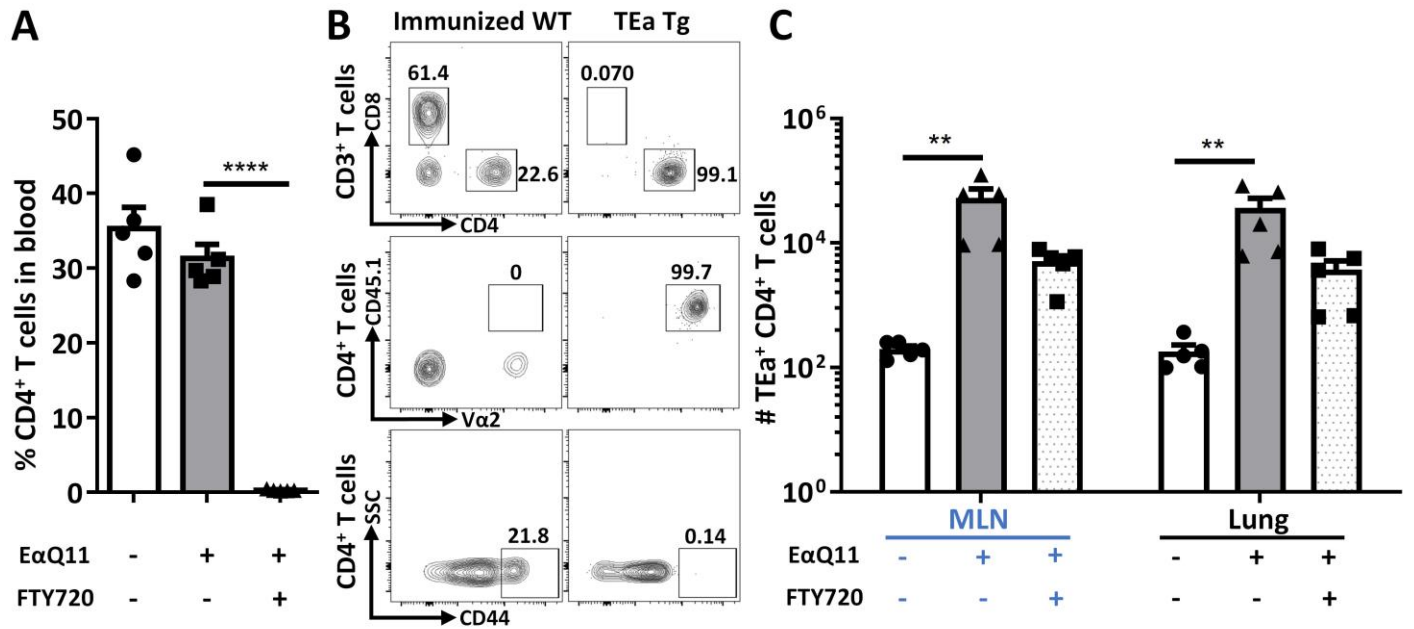 A
% CD4⁺ T cells in blood
50
40
30
20
10
0
****
EαQ11 - + +
FTY720 - - +
B
Immunized WT TEa Tg
CD3⁺ T cells
CD8
61.4
22.6
0.070
99.1
CD4
CD4⁺ T cells
CD45.1
0
99.7
Vα2
CD4⁺ T cells
SSC
21.8
0.14
CD44
C
# TEa⁺ CD4⁺ T cells
10⁶
10⁴
10²
10⁰
** **
MLN Lung
EαQ11 - + + - + +
FTY720 - - + - - +